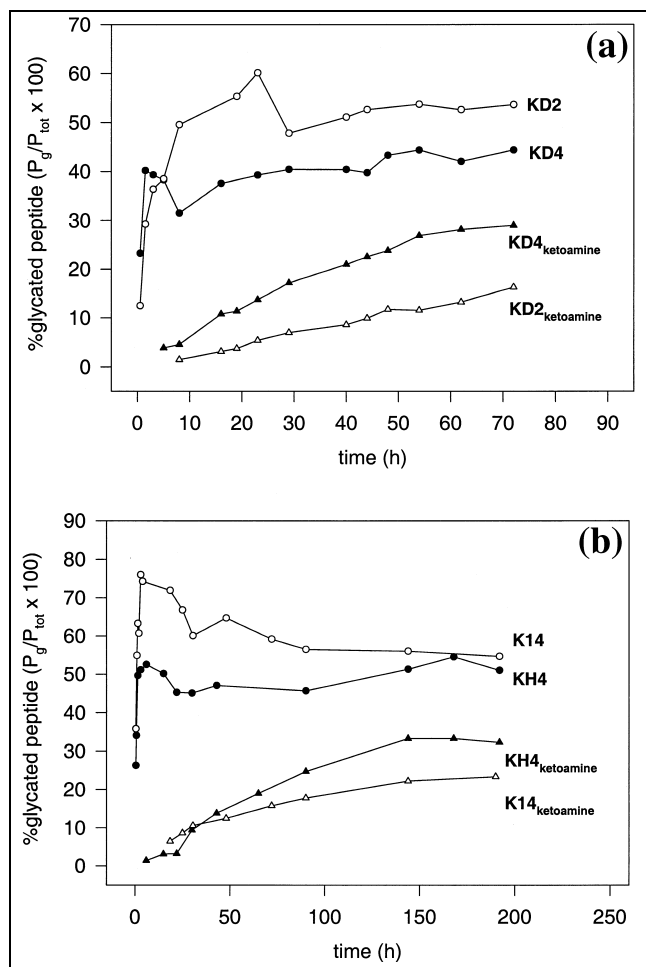 (a)
70
60
50
40
30
20
10
0
%glycated peptide (Pg/Ptot x 100)
KD2
KD4
KD4ketoamine
KD2ketoamine
0 10 20 30 40 50 60 70 80 90
time (h)
(b)
90
80
70
60
50
40
30
20
10
0
%glycated peptide (Pg/Ptot x 100)
K14
KH4
KH4ketoamine
K14ketoamine
0 50 100 150 200 250
time (h)